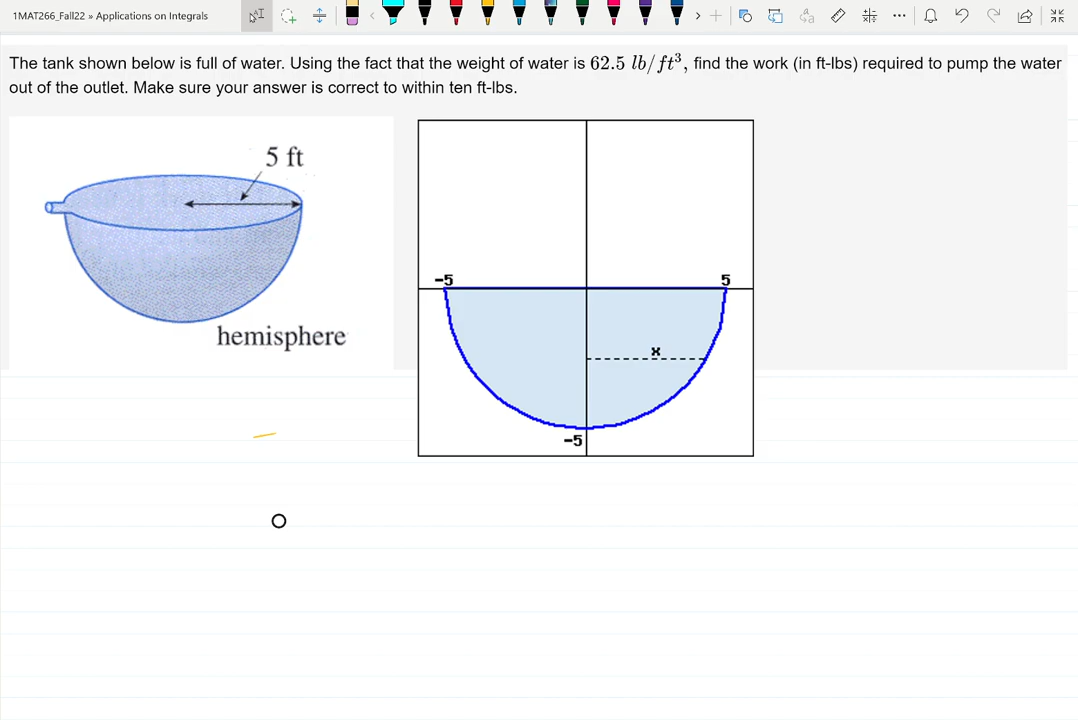 1MAT266_Fall22 » Applications on Integrals
The tank shown below is full of water. Using the fact that the weight of water is 62.5 lb/ft³, find the work (in ft-lbs) required to pump the water
out of the outlet. Make sure your answer is correct to within ten ft-lbs.
5 ft
hemisphere
-5
5
x
-5